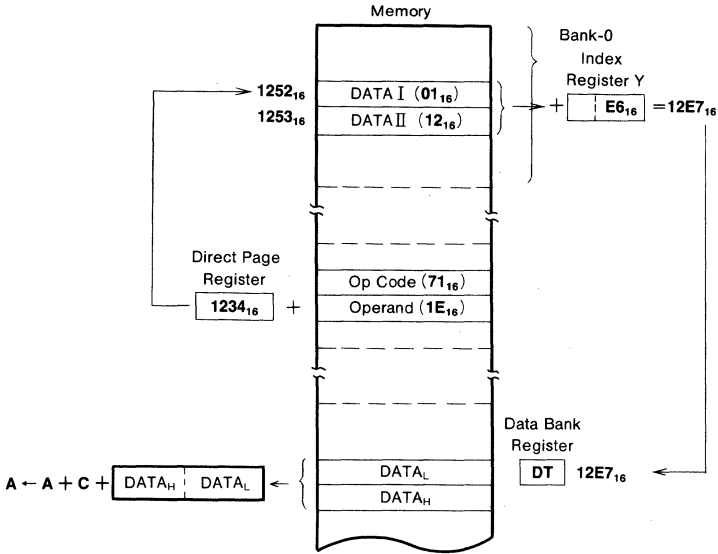 Memory
Bank-0
Index
Register Y
1252₁₆
DATA I (01₁₆)
+ E6₁₆ =12E7₁₆
1253₁₆
DATA II (12₁₆)
Direct Page
Register
Op Code (71₁₆)
1234₁₆ +
Operand (1E₁₆)
Data Bank
Register
A ← A + C + DATAH DATAL ←
DATAL
DT 12E7₁₆
DATAH